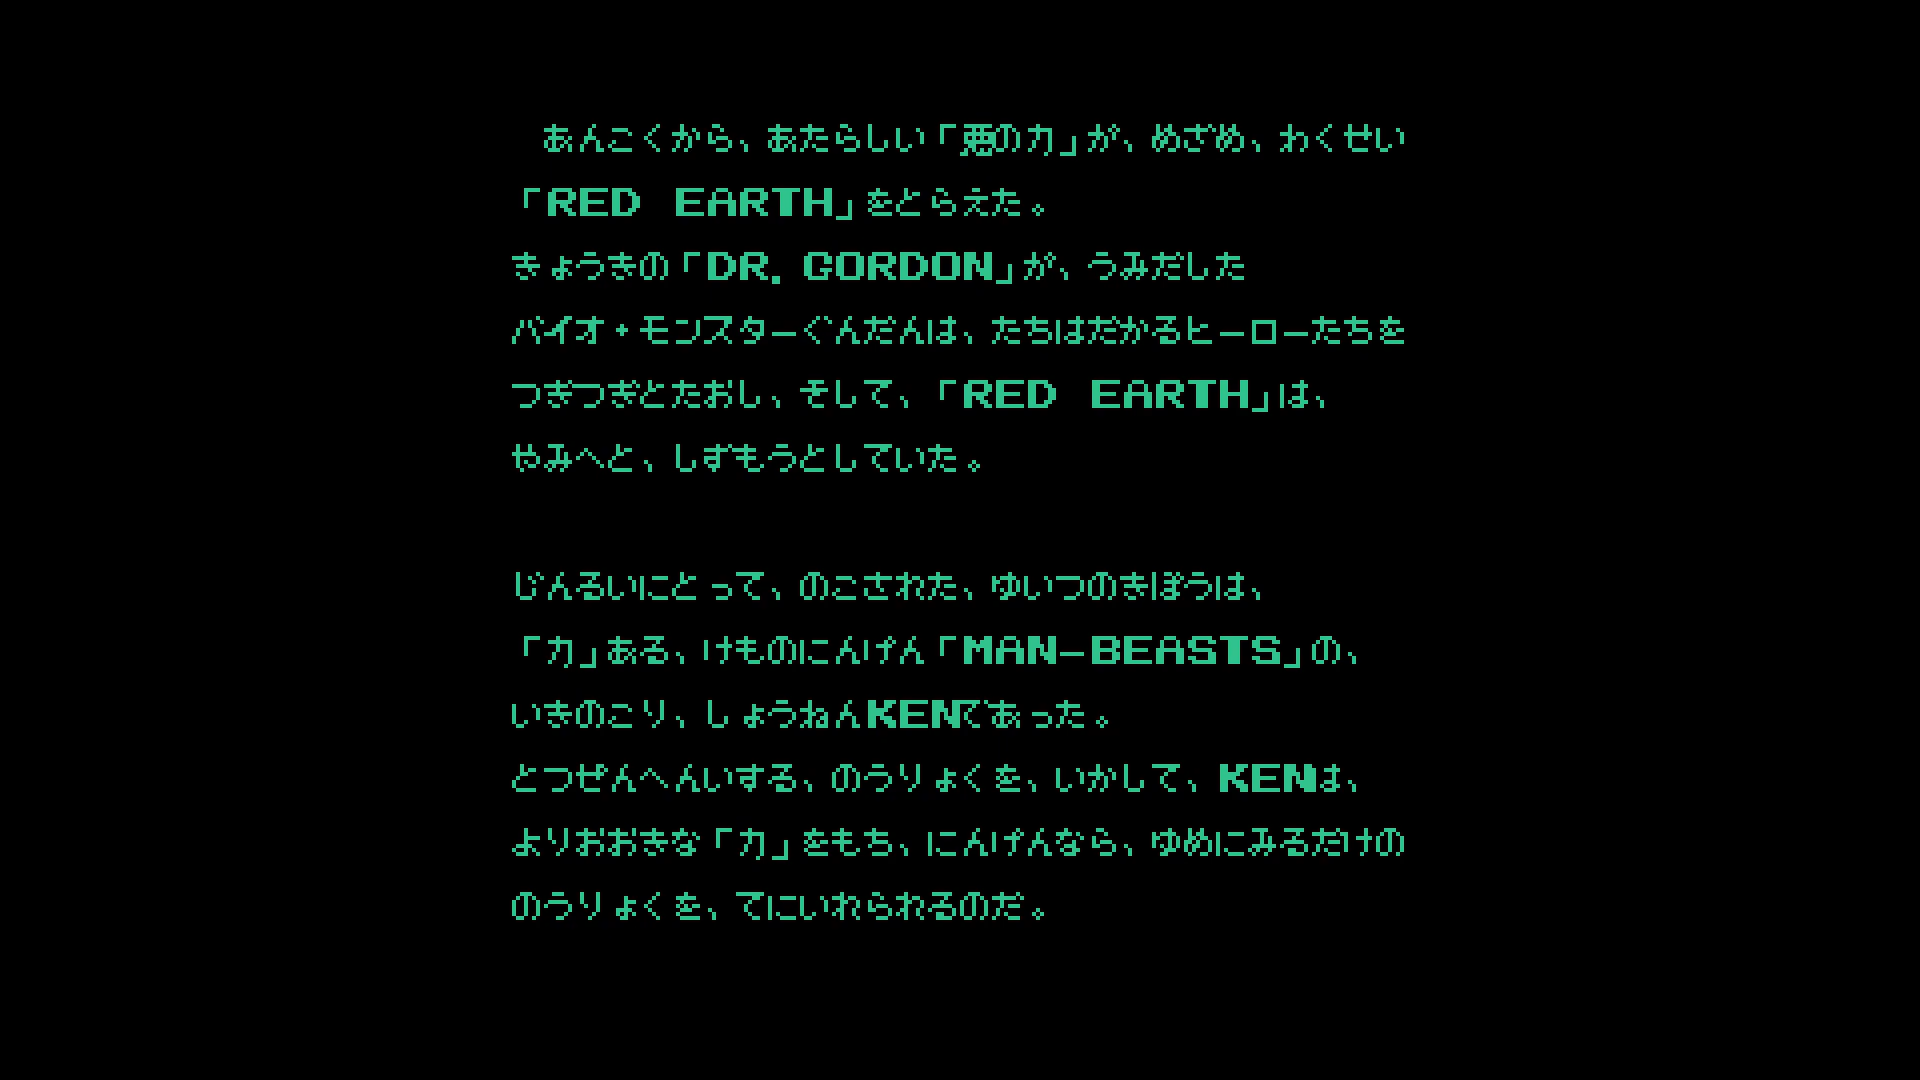 あんこくから、あたらしい「悪の力」が、めざめ、わくせい
「RED EARTH」をとらえた。
きょうきの「DR. GORDON」が、うみだした
バイオ・モンスターぐんだんは、たちはだかるヒーローたちを
つぎつぎとたおし、そして、「RED EARTH」は、
やみへと、しずもうとしていた。
じんるいにとって、のこされた、ゆいつのきぼうは、
「力」ある、けものにんげん「MAN-BEASTS」の、
いきのこり、しょうねんKENであった。
とつぜんへんいする、のうりょくを、いかして、KENは、
よりおおきな「力」をもち、にんげんなら、ゆめにみるだけの
のうりょくを、てにいれられるのだ。